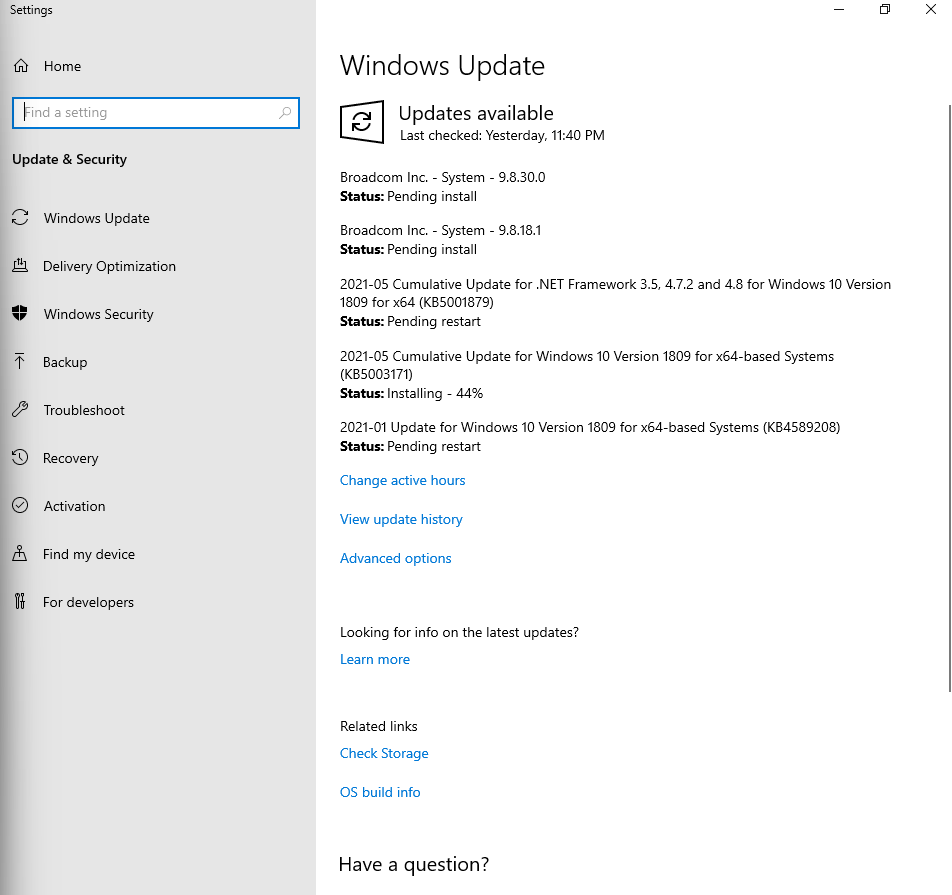 Settings
Home
Find a setting
Update & Security
Windows Update
Delivery Optimization
Windows Security
Backup
Troubleshoot
Recovery
Activation
Find my device
For developers
Windows Update
Updates available
Last checked: Yesterday, 11:40 PM
Broadcom Inc. - System - 9.8.30.0
Status: Pending install
Broadcom Inc. - System - 9.8.18.1
Status: Pending install
2021-05 Cumulative Update for .NET Framework 3.5, 4.7.2 and 4.8 for Windows 10 Version
1809 for x64 (KB5001879)
Status: Pending restart
2021-05 Cumulative Update for Windows 10 Version 1809 for x64-based Systems
(KB5003171)
Status: Installing - 44%
2021-01 Update for Windows 10 Version 1809 for x64-based Systems (KB4589208)
Status: Pending restart
Change active hours
View update history
Advanced options
Looking for info on the latest updates?
Learn more
Related links
Check Storage
OS build info
Have a question?